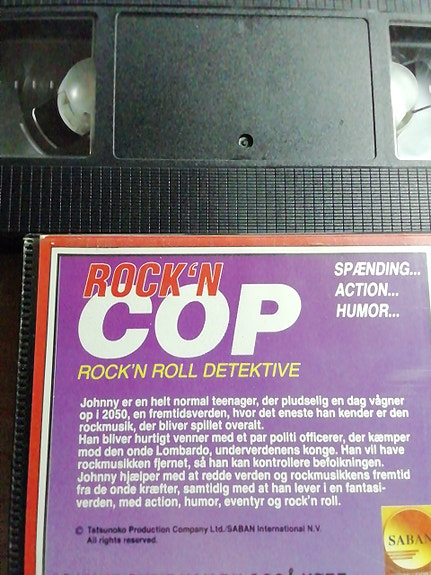 ROCK'N
COP
ROCK'N ROLL DETEKTIVE
SPÆNDING...
ACTION...
HUMOR...
Johnny er en helt normal teenager, der pludselig en dag vågner
op i 2050, en fremtidsverden, hvor det eneste han kender er den
rockmusik, der bliver spillet overalt.
Han bliver hurtigt venner med et par politi officerer, der kæmper
mod den onde Lombardo, underverdenens konge. Han vil have
rockmusikken fjernet, så han kan kontrollere befolkningen.
Johnny hjælper med at redde verden og rockmusikkens fremtid
fra de onde kræfter, samtidig med at han lever i en fantasi-
verden, med action, humor, eventyr og rock'n roll.
© Tatsunoko Production Company Ltd./SABAN International N.V.
All rights reserved.
SABAN